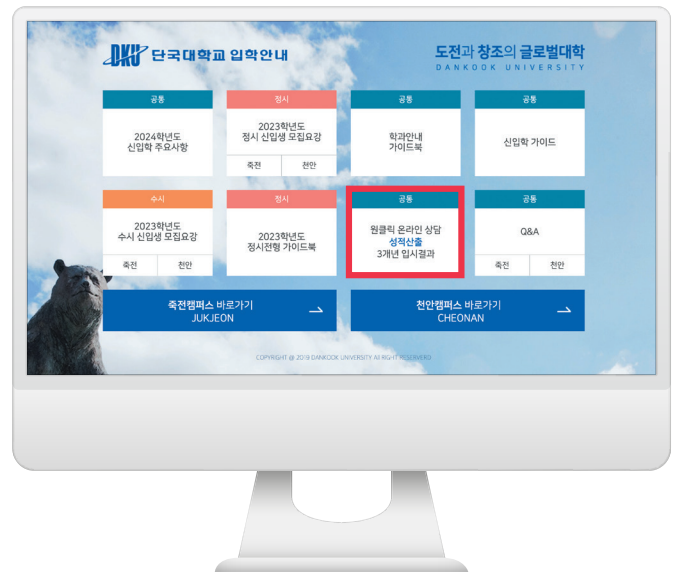 DKU 단국대학교 입학안내
도전과 창조의 글로벌대학
DANKOOK UNIVERSITY
공통
2024학년도
신입학 주요사항
정시
2023학년도
정시 신입생 모집요강
죽전 천안
공통
학과안내
가이드북
공통
신입학 가이드
수시
2023학년도
수시 신입생 모집요강
죽전 천안
정시
2023학년도
정시전형 가이드북
공통
원클릭 온라인 상담
성적산출
3개년 입시결과
공통
Q&A
죽전 천안
죽전캠퍼스 바로가기
JUKJEON
천안캠퍼스 바로가기
CHEONAN
COPYRIGHT @ 2019 DANKOOK UNIVERSITY All RIGHT RESERVERD